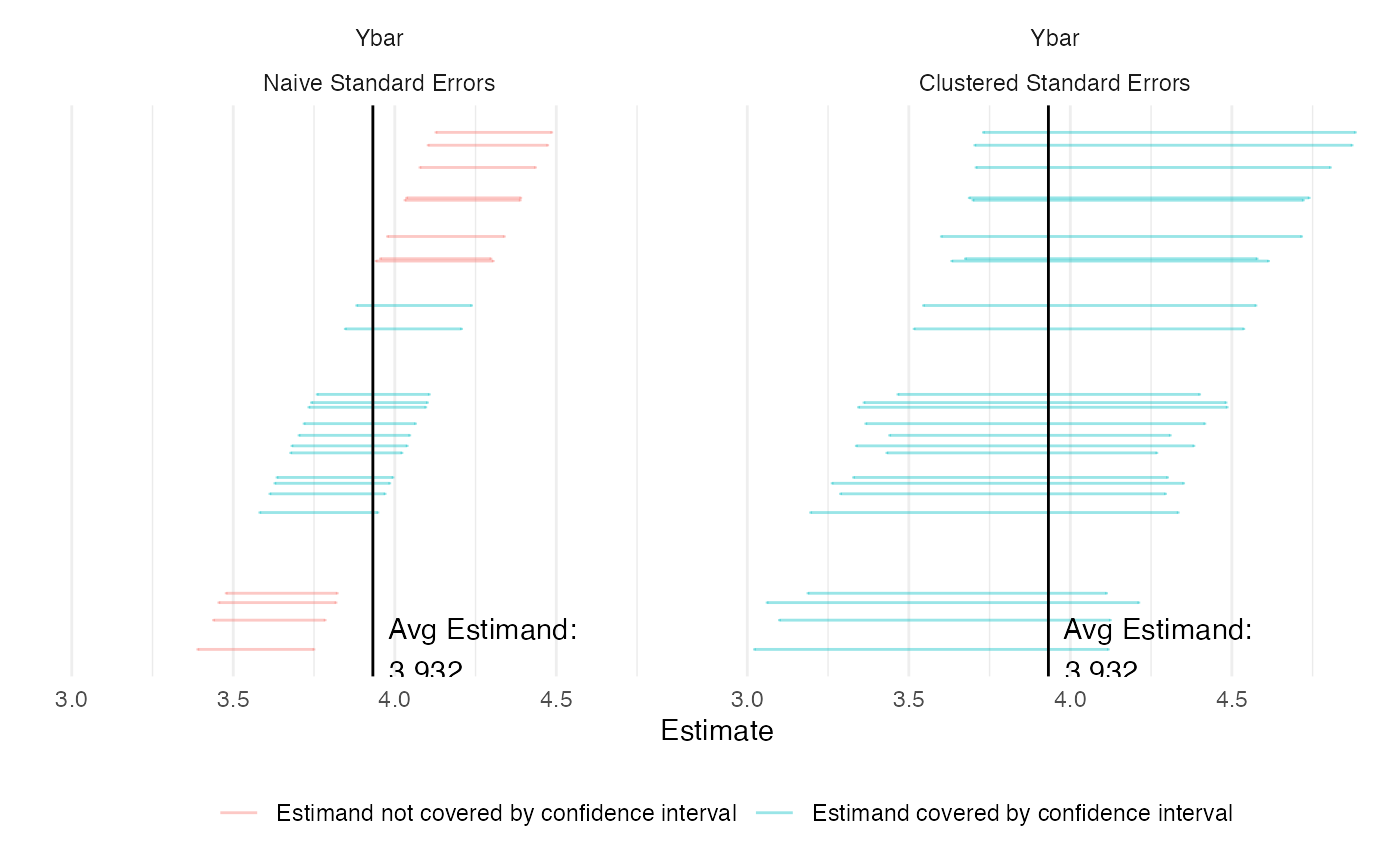 Ybar
Naive Standard Errors
Ybar
Clustered Standard Errors
Avg Estimand:
3.932
Avg Estimand:
3.932
3.0 3.5 4.0 4.5
3.0 3.5 4.0 4.5
Estimate
Estimand not covered by confidence interval
Estimand covered by confidence interval